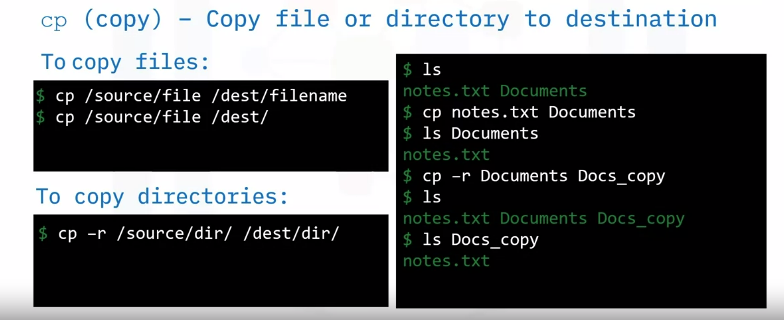 cp (copy) – Copy file or directory to destination
To copy files:
$ cp /source/file /dest/filename
$ cp /source/file /dest/
To copy directories:
$ cp –r /source/dir/ /dest/dir/
$ ls
notes.txt Documents
$ cp notes.txt Documents
$ ls Documents
notes.txt
$ cp –r Documents Docs_copy
$ ls
notes.txt Documents Docs_copy
$ ls Docs_copy
notes.txt